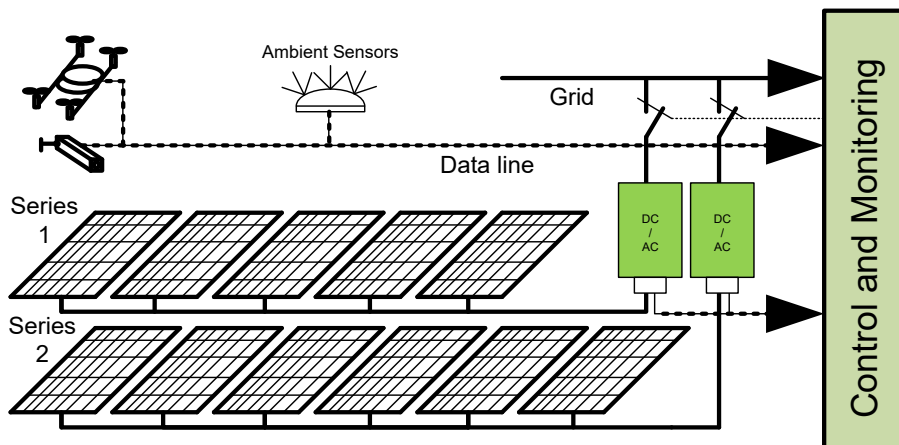 Ambient Sensors
Grid
Data line
Series
1
DC
/
AC
DC
/
AC
Series
2
Control and Monitoring